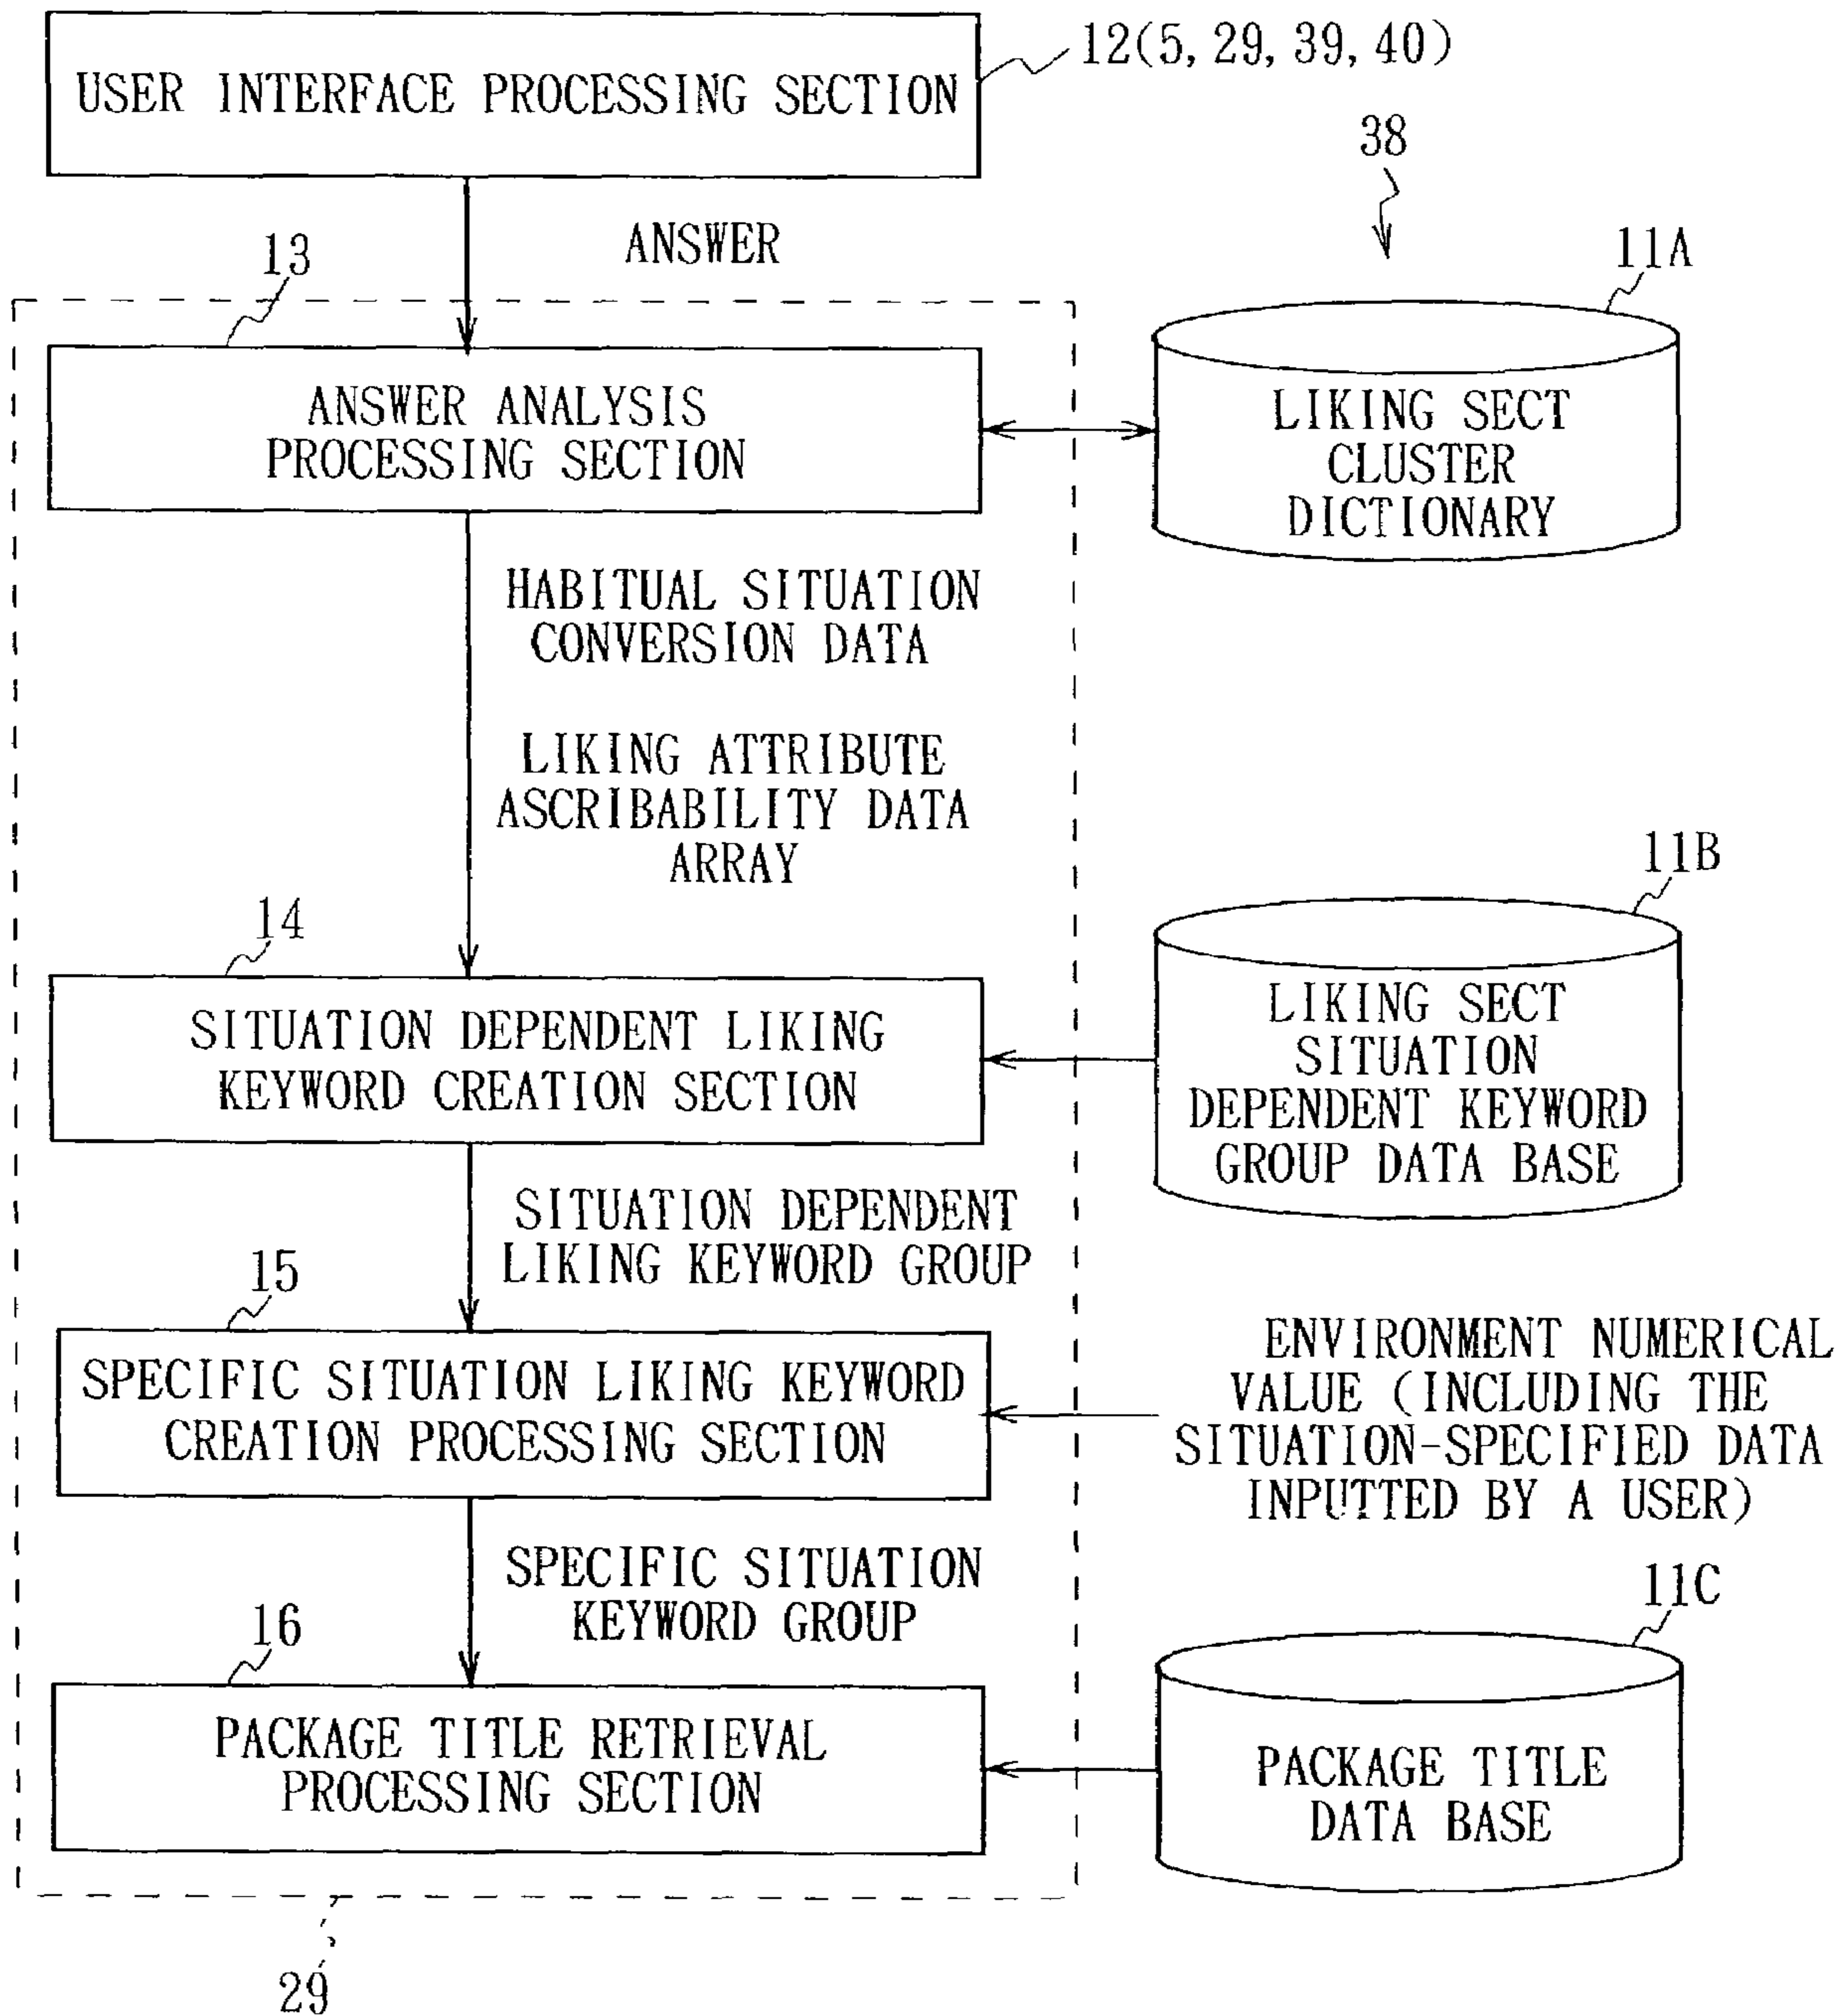 12(5, 29, 39, 40)
USER INTERFACE PROCESSING SECTION
38
ANSWER
13
11A
ANSWER ANALYSIS
PROCESSING SECTION
LIKING SECT
CLUSTER
DICTIONARY
HABITUAL SITUATION
CONVERSION DATA
LIKING ATTRIBUTE
ASCRIBABILITY DATA
ARRAY
14
11B
SITUATION DEPENDENT LIKING
KEYWORD CREATION SECTION
LIKING SECT
SITUATION
DEPENDENT KEYWORD
GROUP DATA BASE
SITUATION DEPENDENT
LIKING KEYWORD GROUP
15
SPECIFIC SITUATION LIKING KEYWORD
CREATION PROCESSING SECTION
ENVIRONMENT NUMERICAL
VALUE (INCLUDING THE
SITUATION-SPECIFIED DATA
INPUTTED BY A USER)
SPECIFIC SITUATION
KEYWORD GROUP
16
11C
PACKAGE TITLE RETRIEVAL
PROCESSING SECTION
PACKAGE TITLE
DATA BASE
29